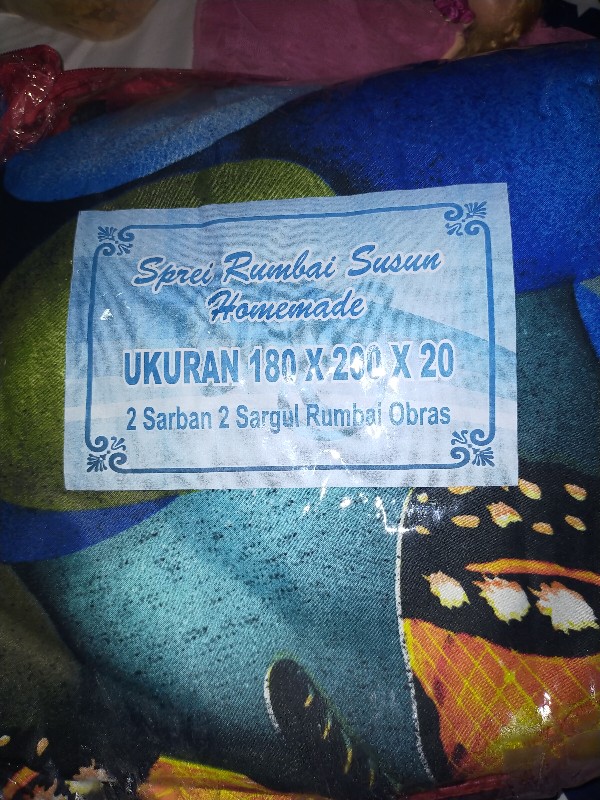 Sprei Rumbai Susun
Homemade
UKURAN 180 X 200 X 20
2 Sarban 2 Sargul Rumbai Obras